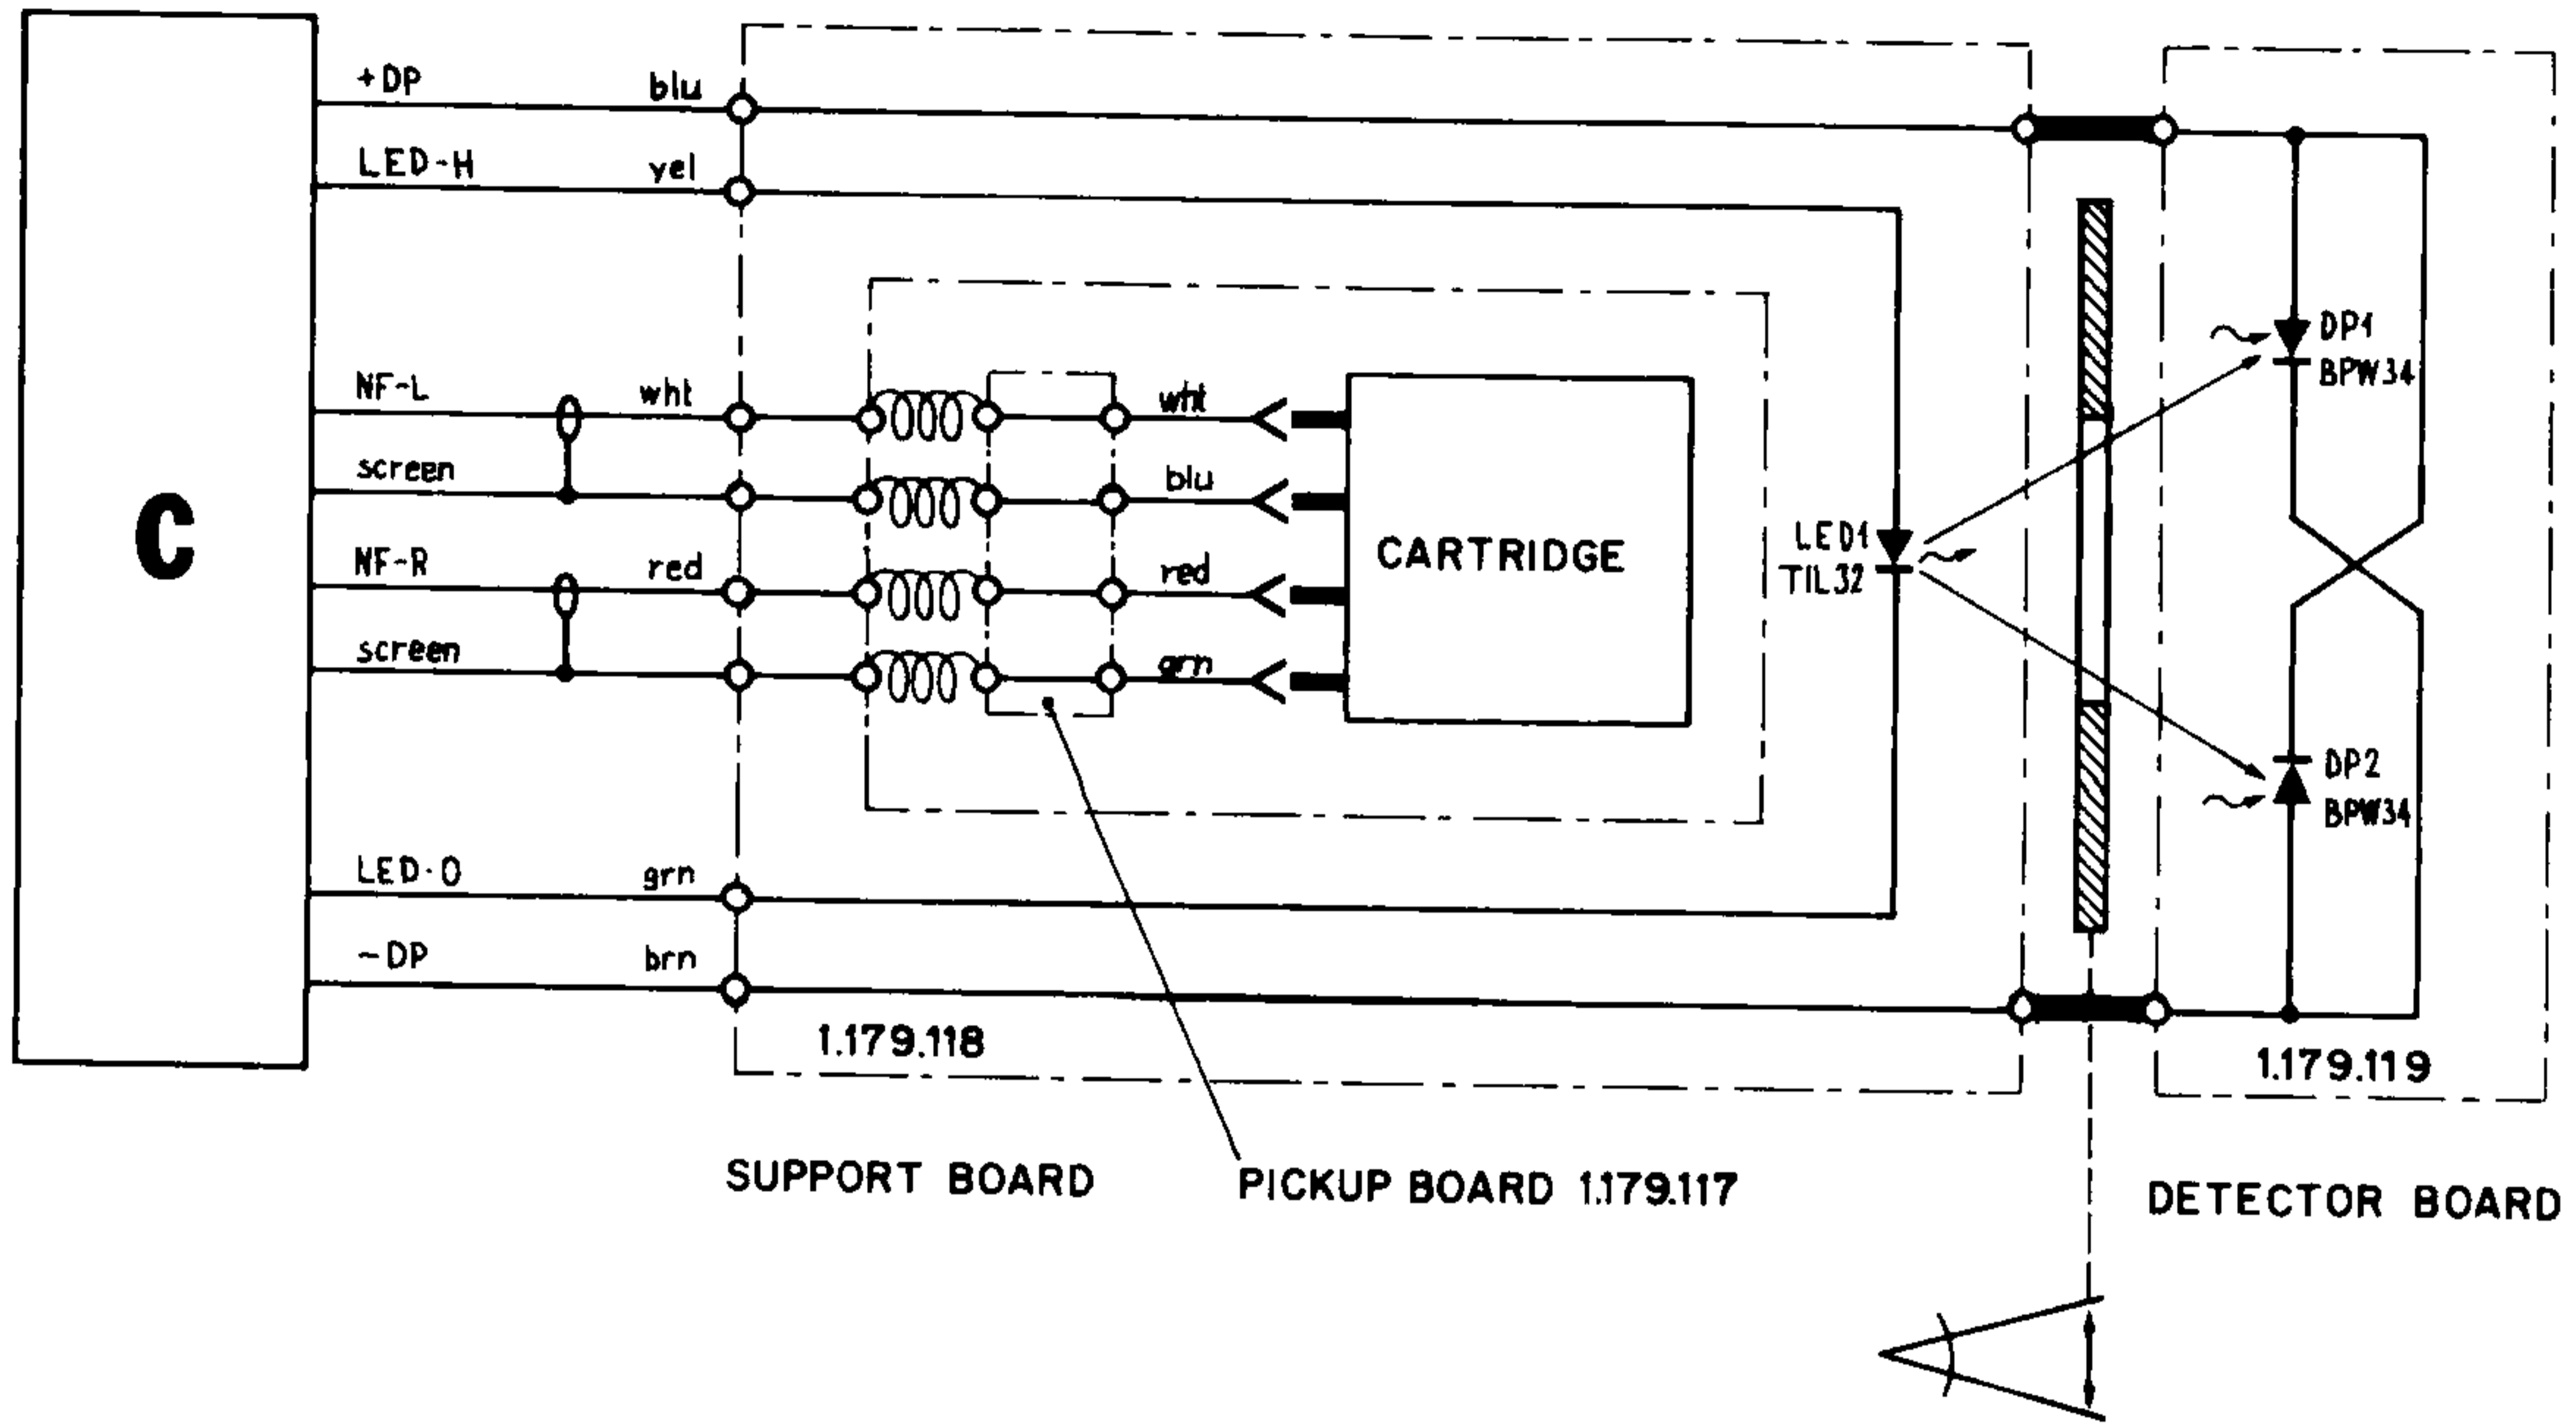 C
+DP blu
LED-H yel
NF-L wht
screen
NF-R red
screen
LED-0 grn
-DP brn
wht
blu
red
grn
CARTRIDGE
LED1
TIL32
DP1
BPW34
DP2
BPW34
1.179.118
1.179.119
SUPPORT BOARD
PICKUP BOARD 1.179.117
DETECTOR BOARD